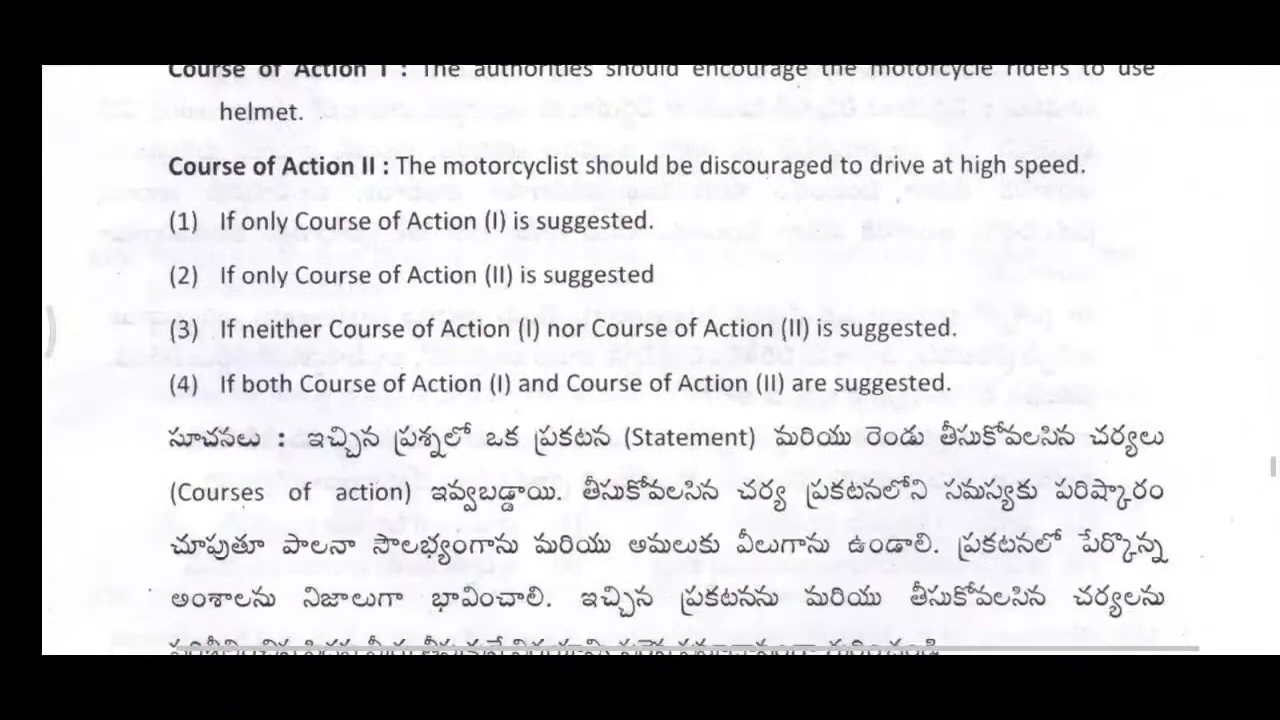 Course of Action I : The authorities should encourage the motorcycle riders to use
helmet.
Course of Action II : The motorcyclist should be discouraged to drive at high speed.
(1) If only Course of Action (I) is suggested.
(2) If only Course of Action (II) is suggested
(3) If neither Course of Action (I) nor Course of Action (II) is suggested.
(4) If both Course of Action (I) and Course of Action (II) are suggested.
సూచనలు : ఇచ్చిన ప్రశ్నలో ఒక ప్రకటన (Statement) మరియు రెండు తీసుకోవలసిన చర్యలు
(Courses of action) ఇవ్వబడ్డాయి. తీసుకోవలసిన చర్య ప్రకటనలోని సమస్యకు పరిష్కారం
చూపుతూ పాలనా సౌలభ్యంగాను మరియు అమలుకు వీలుగాను ఉండాలి. ప్రకటనలో పేర్కొన్న
అంశాలను నిజాలుగా భావించాలి. ఇచ్చిన ప్రకటనను మరియు తీసుకోవలసిన చర్యలను